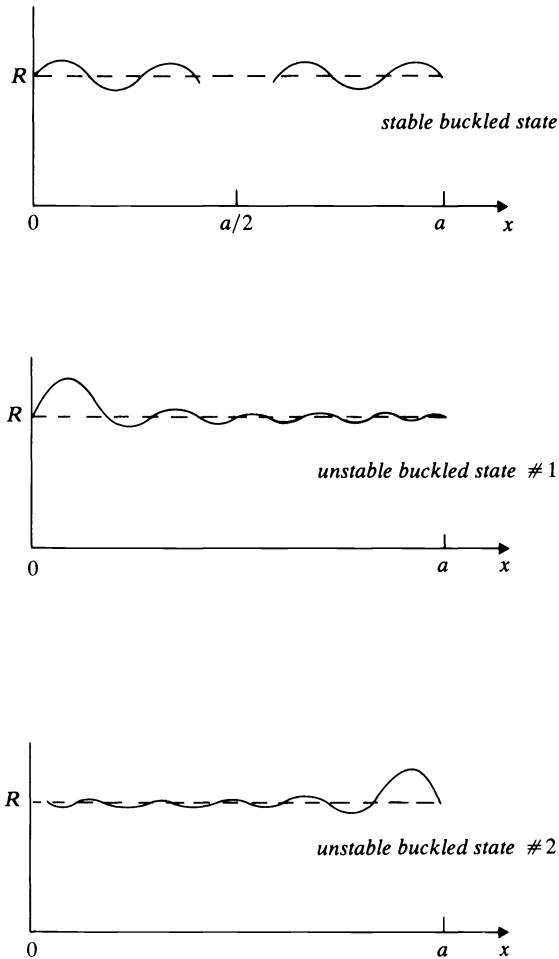 R
stable buckled state
0 a/2 a x
R
unstable buckled state #1
0 a x
R
unstable buckled state #2
0 a x